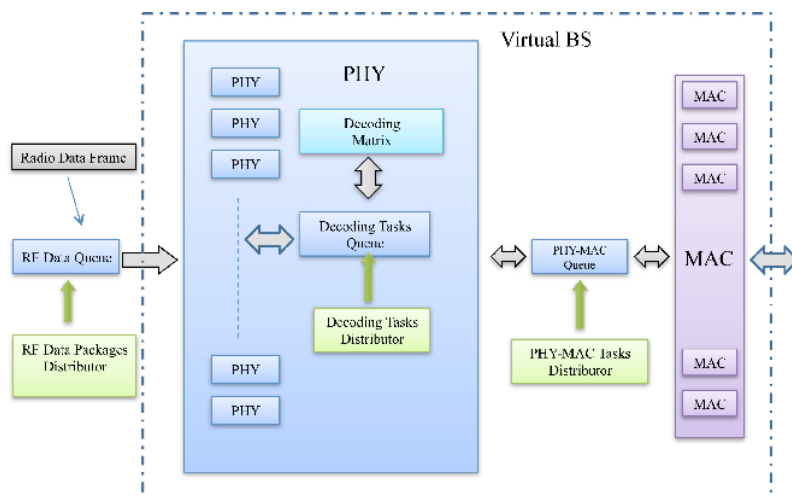 Virtual BS
PHY
PHY
PHY
PHY
Decoding
Matrix
Radio Data Frame
RF Data Queue
Decoding Tasks
Queue
PHY-MAC
Queue
RF Data Packages
Distributor
Decoding Tasks
Distributor
PHY-MAC Tasks
Distributor
PHY
PHY
MAC
MAC
MAC
MAC
MAC
MAC